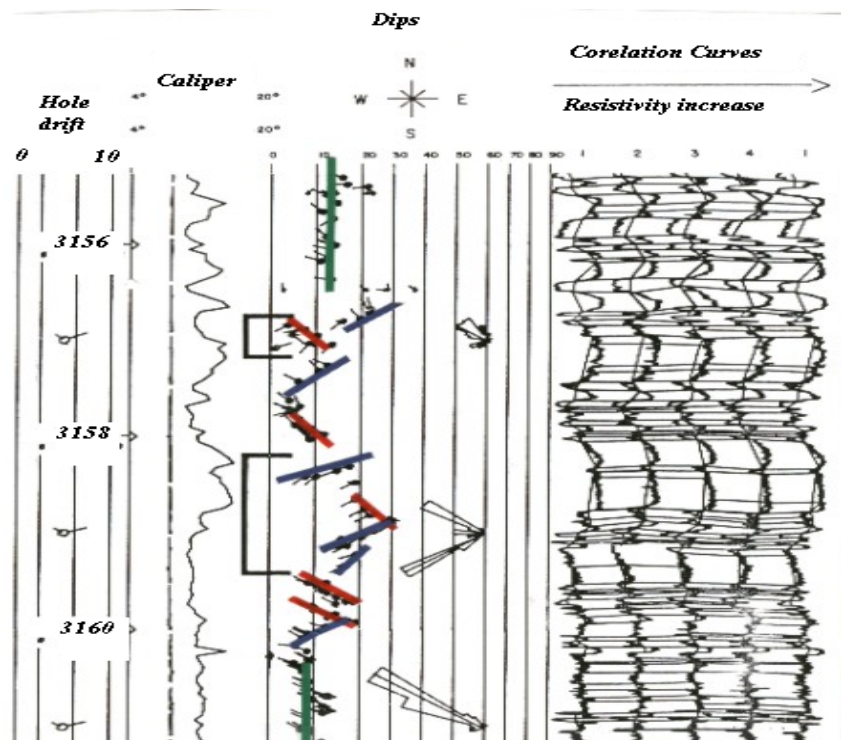 Dips
N
Corelation Curves
Caliper
W E
Hole drift
4° 20°
Resistivity increase
4° 20°
S
0 10
0 10 20 30 40 50 60 70 80 90
1 2 3 4 1
3156
3158
3160